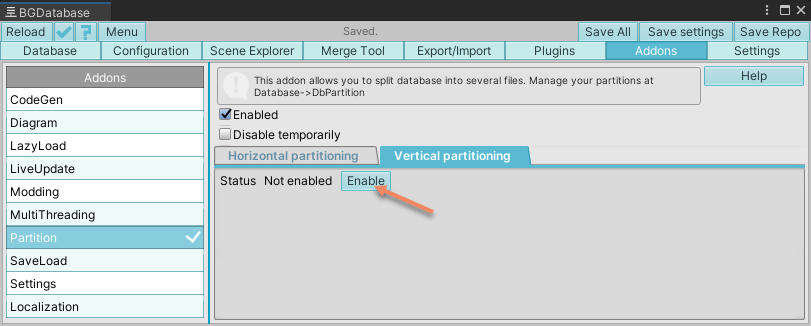 BGDatabase
Reload ? Menu Saved. Save All Save settings Save Repo
Database Configuration Scene Explorer Merge Tool Export/Import Plugins Addons Settings
Addons
CodeGen
Diagram
LazyLoad
LiveUpdate
Modding
MultiThreading
Partition
SaveLoad
Settings
Localization
This addon allows you to split database into several files. Manage your partitions at
Database->DbPartition
Help
Enabled
Disable temporarily
Horizontal partitioning Vertical partitioning
Status Not enabled Enable